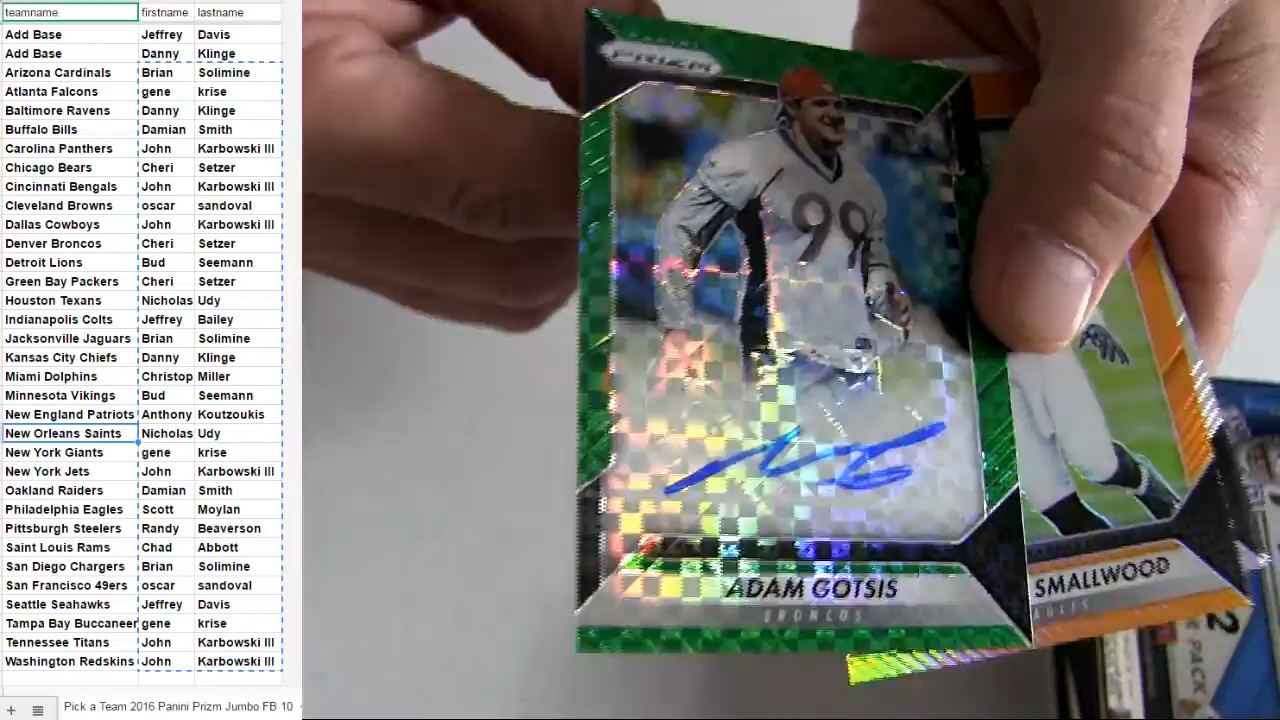 teamname firstname lastname
Add Base Jeffrey Davis
Add Base Danny Klinge
Arizona Cardinals Brian Solimine
Atlanta Falcons gene krise
Baltimore Ravens Danny Klinge
Buffalo Bills Damian Smith
Carolina Panthers John Karbowski III
Chicago Bears Cheri Setzer
Cincinnati Bengals John Karbowski III
Cleveland Browns oscar sandoval
Dallas Cowboys John Karbowski III
Denver Broncos Cheri Setzer
Detroit Lions Bud Seemann
Green Bay Packers Cheri Setzer
Houston Texans Nicholas Udy
Indianapolis Colts Jeffrey Bailey
Jacksonville Jaguars Brian Solimine
Kansas City Chiefs Danny Klinge
Miami Dolphins Christop Miller
Minnesota Vikings Bud Seemann
New England Patriots Anthony Koutzoukis
New Orleans Saints Nicholas Udy
New York Giants gene krise
New York Jets John Karbowski III
Oakland Raiders Damian Smith
Philadelphia Eagles Scott Moylan
Pittsburgh Steelers Randy Beaverson
Saint Louis Rams Chad Abbott
San Diego Chargers Brian Solimine
San Francisco 49ers oscar sandoval
Seattle Seahawks Jeffrey Davis
Tampa Bay Buccaneer gene krise
Tennessee Titans John Karbowski III
Washington Redskins John Karbowski III
Pick a Team 2016 Panini Prizm Jumbo FB 10
PANINI
PRIZM
99
ADAM GOTSIS
BRONCOS
SMALLWOOD